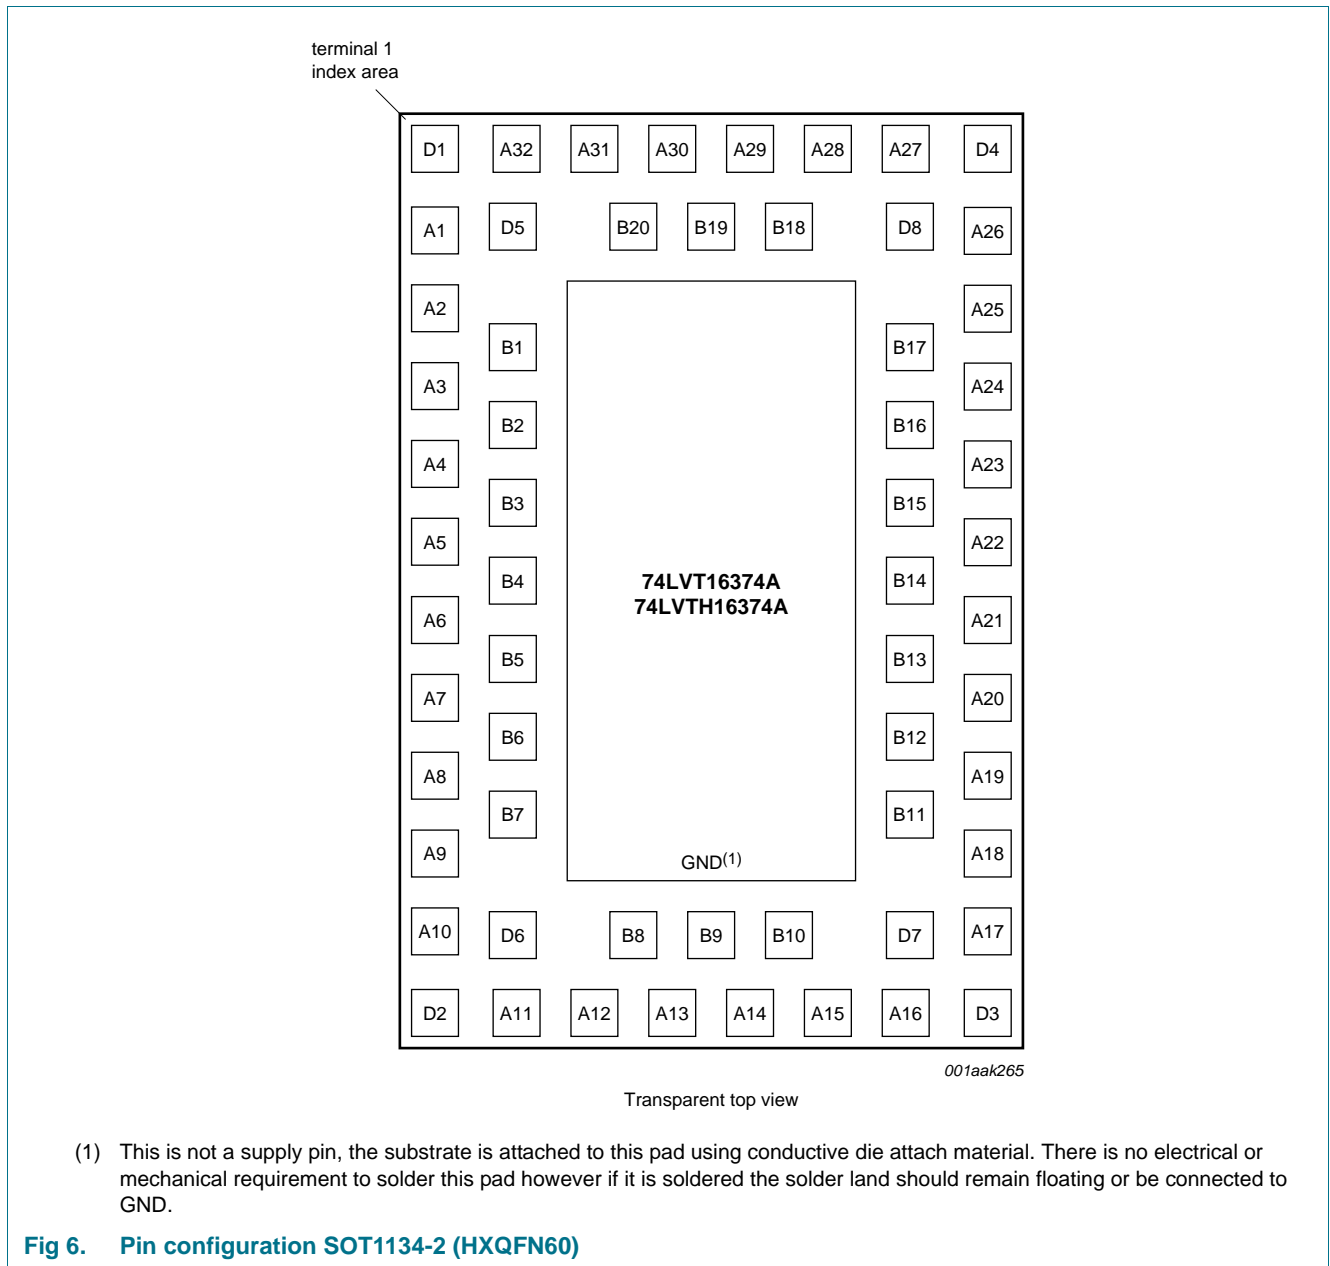 terminal 1
index area
D1 A32 A31 A30 A29 A28 A27 D4
A1 D5 B20 B19 B18 D8 A26
A2 A25
B1 B17
A3 A24
B2 B16
A4 A23
B3 B15
A5 A22
B4 B14
74LVT16374A
74LVTH16374A
A6 A21
B5 B13
A7 A20
B6 B12
A8 A19
B7 B11
A9 A18
GND(1)
A10 D6 B8 B9 B10 D7 A17
D2 A11 A12 A13 A14 A15 A16 D3
001aak265
Transparent top view
(1) This is not a supply pin, the substrate is attached to this pad using conductive die attach material. There is no electrical or
mechanical requirement to solder this pad however if it is soldered the solder land should remain floating or be connected to
GND.
Fig 6. Pin configuration SOT1134-2 (HXQFN60)